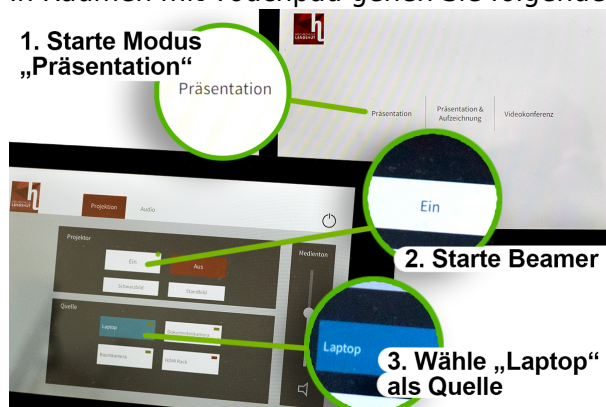 in Räumen mit Touchpad gehen Sie folgende
1. Starte Modus
„Präsentation“
Präsentation
LANDSHUT
Präsentation
Präsentation &
Aufzeichnung
Videokonferenz
Projektion
Audio
Projektor
Ein
Aus
Schwarzbild
Standbild
Medienton
Ein
2. Starte Beamer
Quelle
Laptop
Dokumentenkamera
Raumkamera
HDMI Rack
Laptop
3. Wähle „Laptop“
als Quelle